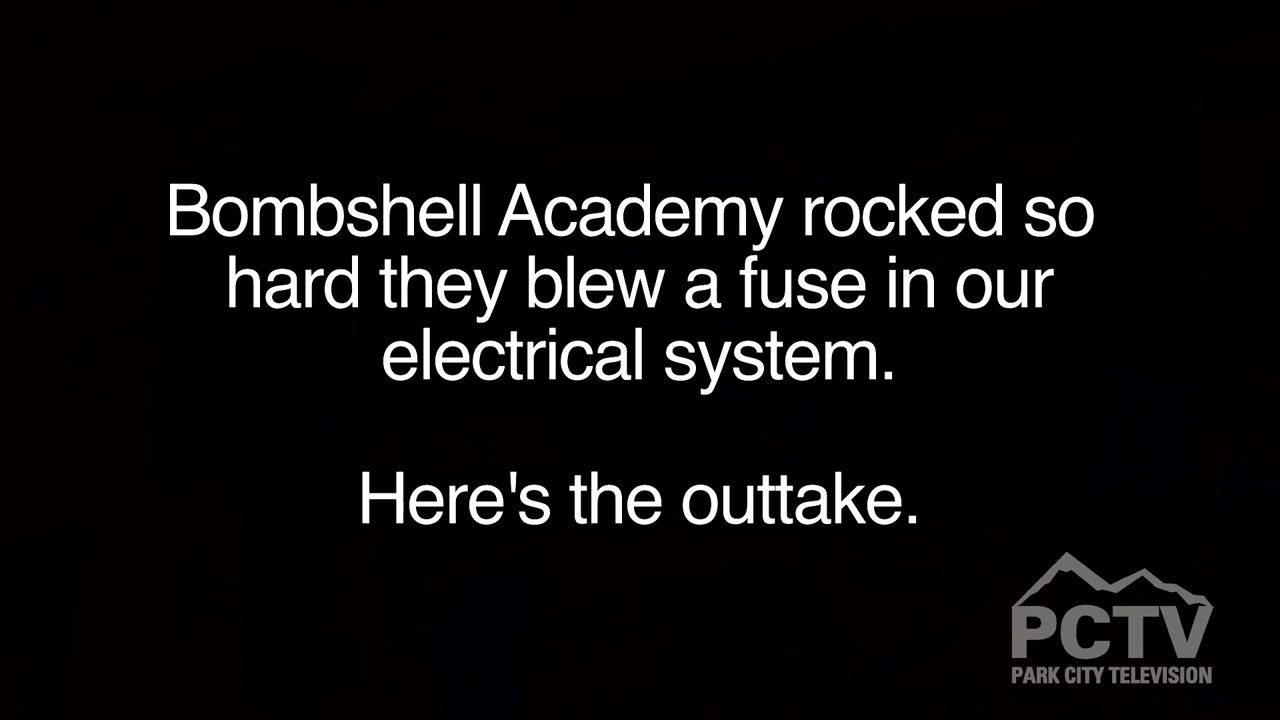 Bombshell Academy rocked so
hard they blew a fuse in our
electrical system.
Here's the outtake.
PCTV
PARK CITY TELEVISION